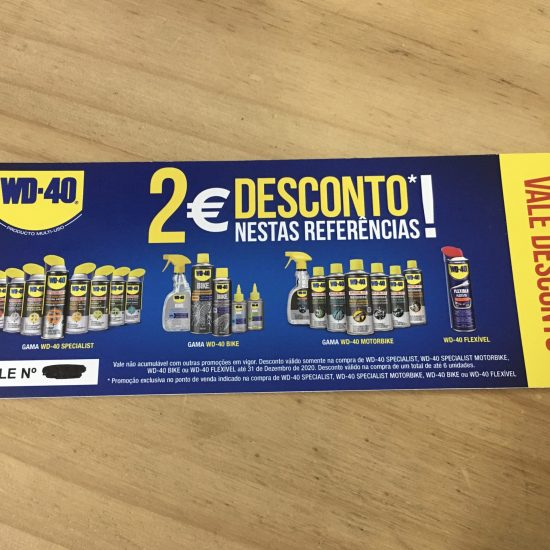 WD-40
PRODUCTO MULTI-USO
2€ DESCONTO*
NESTAS REFERÊNCIAS!
VALE DESCONTO
GAMA WD-40 SPECIALIST
GAMA WD-40 BIKE
GAMA WD-40 MOTORBIKE
WD-40 FLEXÍVEL
LE Nº
Vale não acumulável com outras promoções em vigor. Desconto válido somente na compra de WD-40 SPECIALIST, WD-40 SPECIALIST MOTORBIKE,
WD-40 BIKE ou WD-40 FLEXÍVEL até 31 de Dezembro de 2020. Desconto válido na compra de um total de até 6 unidades.
* Promoção exclusiva no ponto de venda indicado na compra de WD-40 SPECIALIST, WD-40 SPECIALIST MOTORBIKE, WD-40 BIKE ou WD-40 FLEXÍVEL